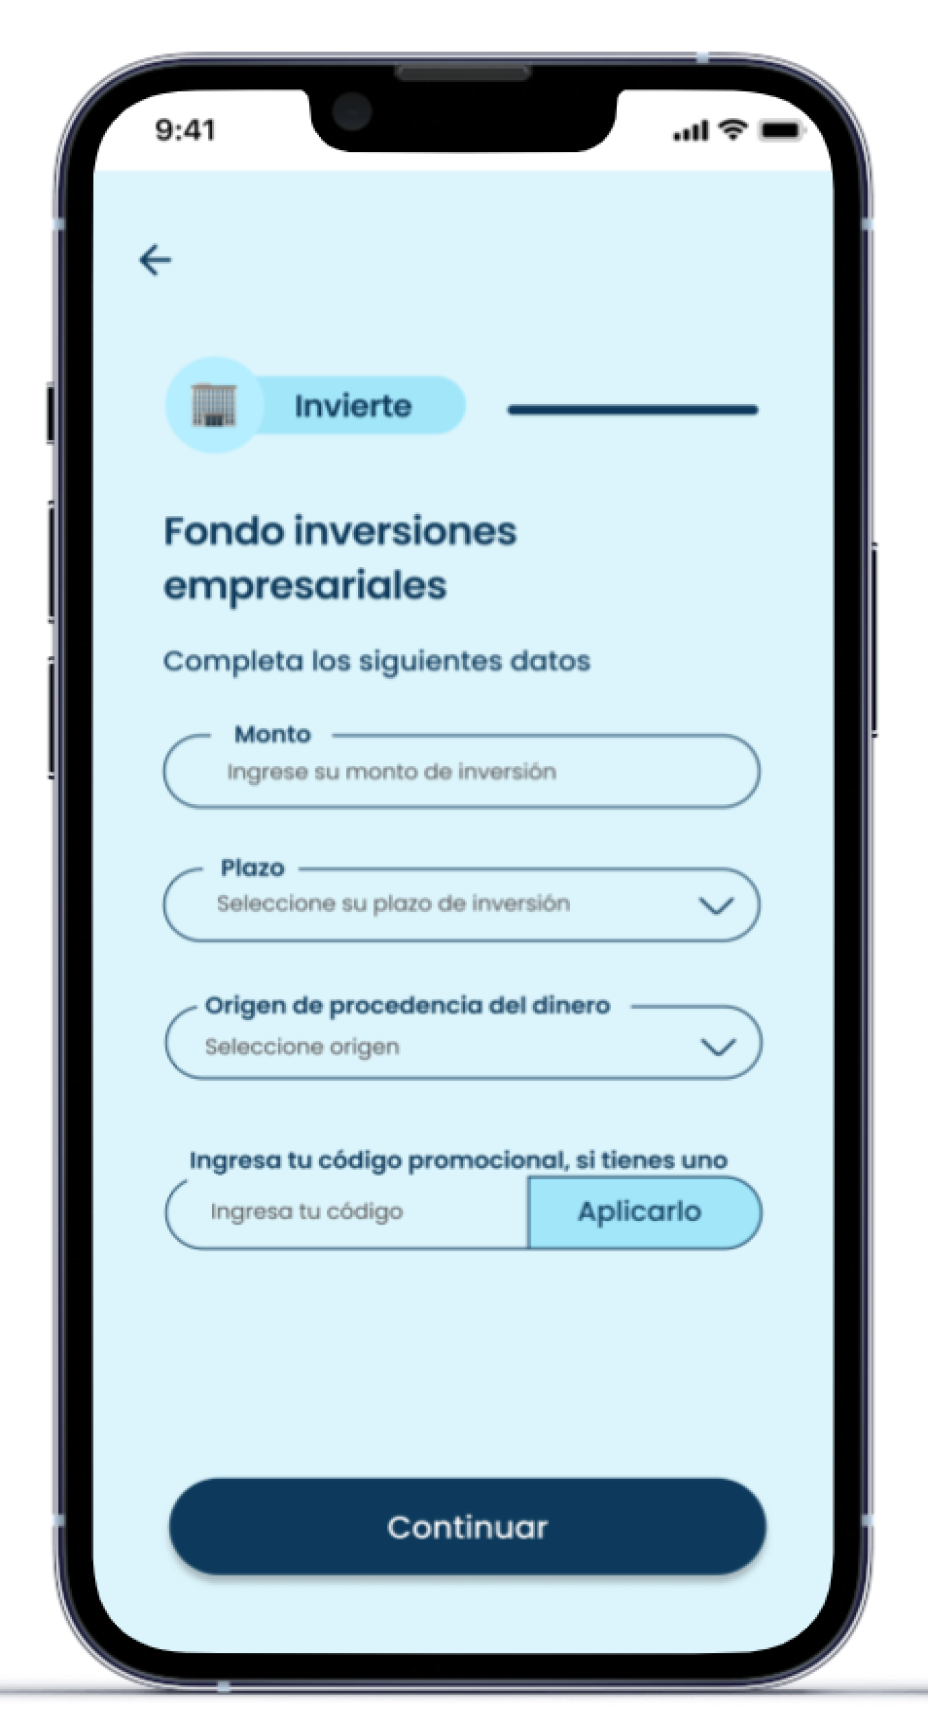 9:41
Invierte
Fondo inversiones
empresariales
Completa los siguientes datos
Monto
Ingrese su monto de inversión
Plazo
Seleccione su plazo de inversión
Origen de procedencia del dinero
Seleccione origen
Ingresa tu código promocional, si tienes uno
Ingresa tu código
Aplicarlo
Continuar